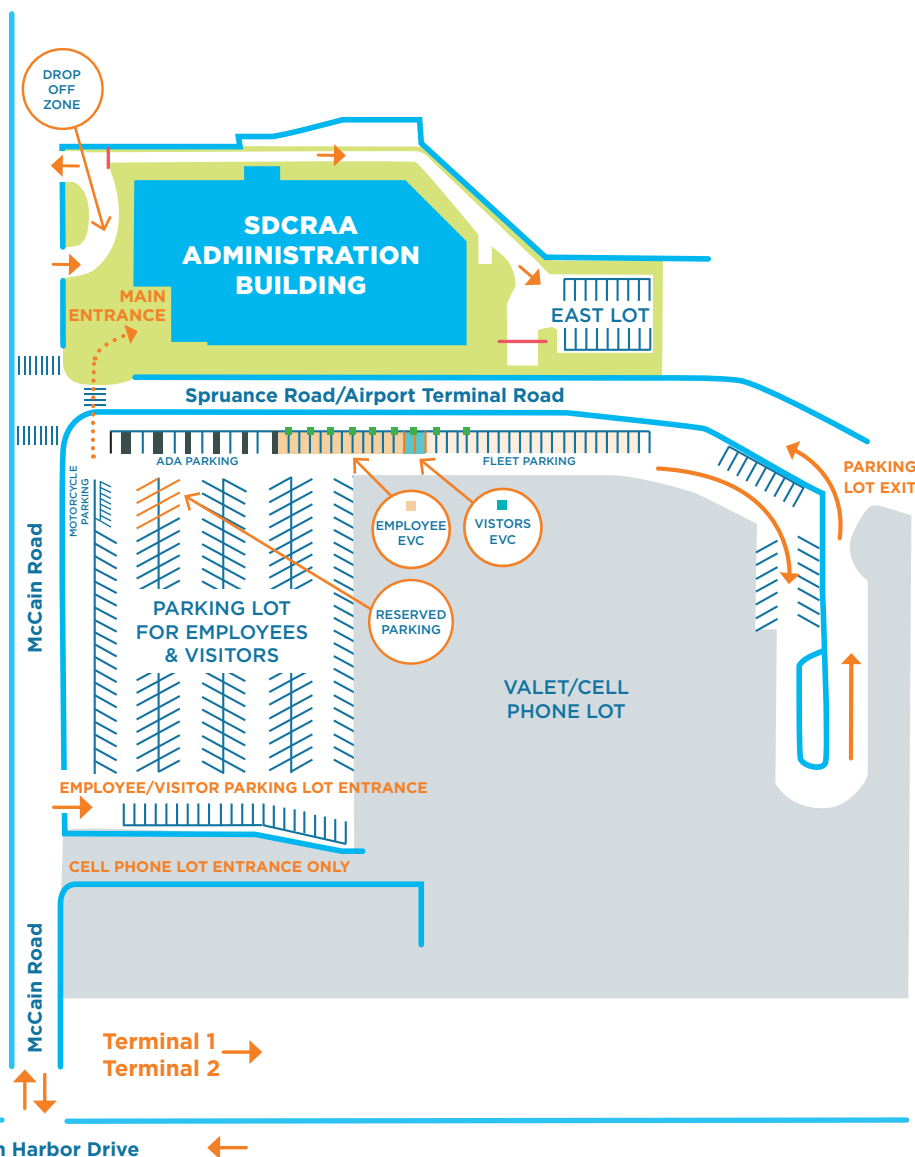 DROP
OFF
ZONE
SDCRAA
ADMINISTRATION
BUILDING
MAIN
ENTRANCE
EAST LOT
Spruance Road/Airport Terminal Road
ADA PARKING
FLEET PARKING
PARKING
LOT EXIT
MOTORCYCLE
PARKING
EMPLOYEE
EVC
VISTORS
EVC
McCain Road
PARKING LOT
FOR EMPLOYEES
& VISITORS
RESERVED
PARKING
VALET/CELL
PHONE LOT
EMPLOYEE/VISITOR PARKING LOT ENTRANCE
CELL PHONE LOT ENTRANCE ONLY
McCain Road
Terminal 1
Terminal 2
Harbor Drive